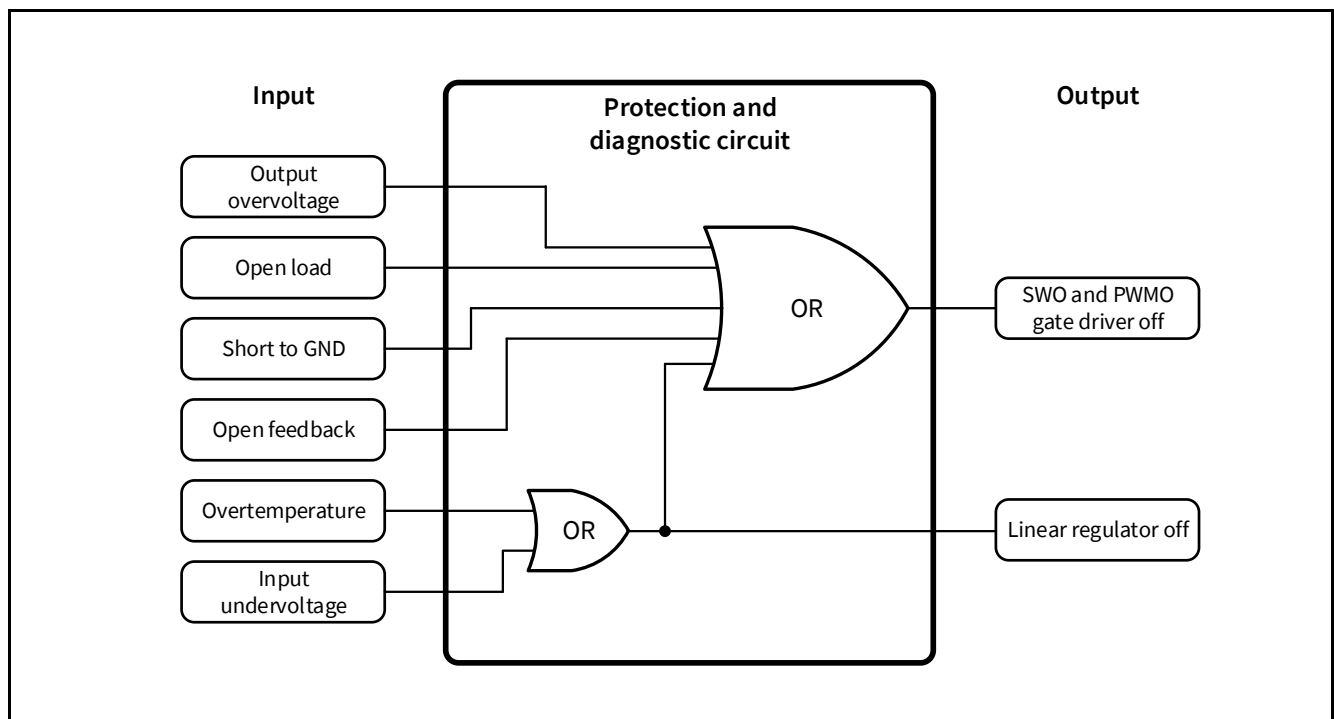 Input
Protection and
diagnostic circuit
Output
Output
overvoltage
Open load
Short to GND
Open feedback
Overtemperature
Input
undervoltage
OR
OR
SWO and PWMO
gate driver off
Linear regulator off